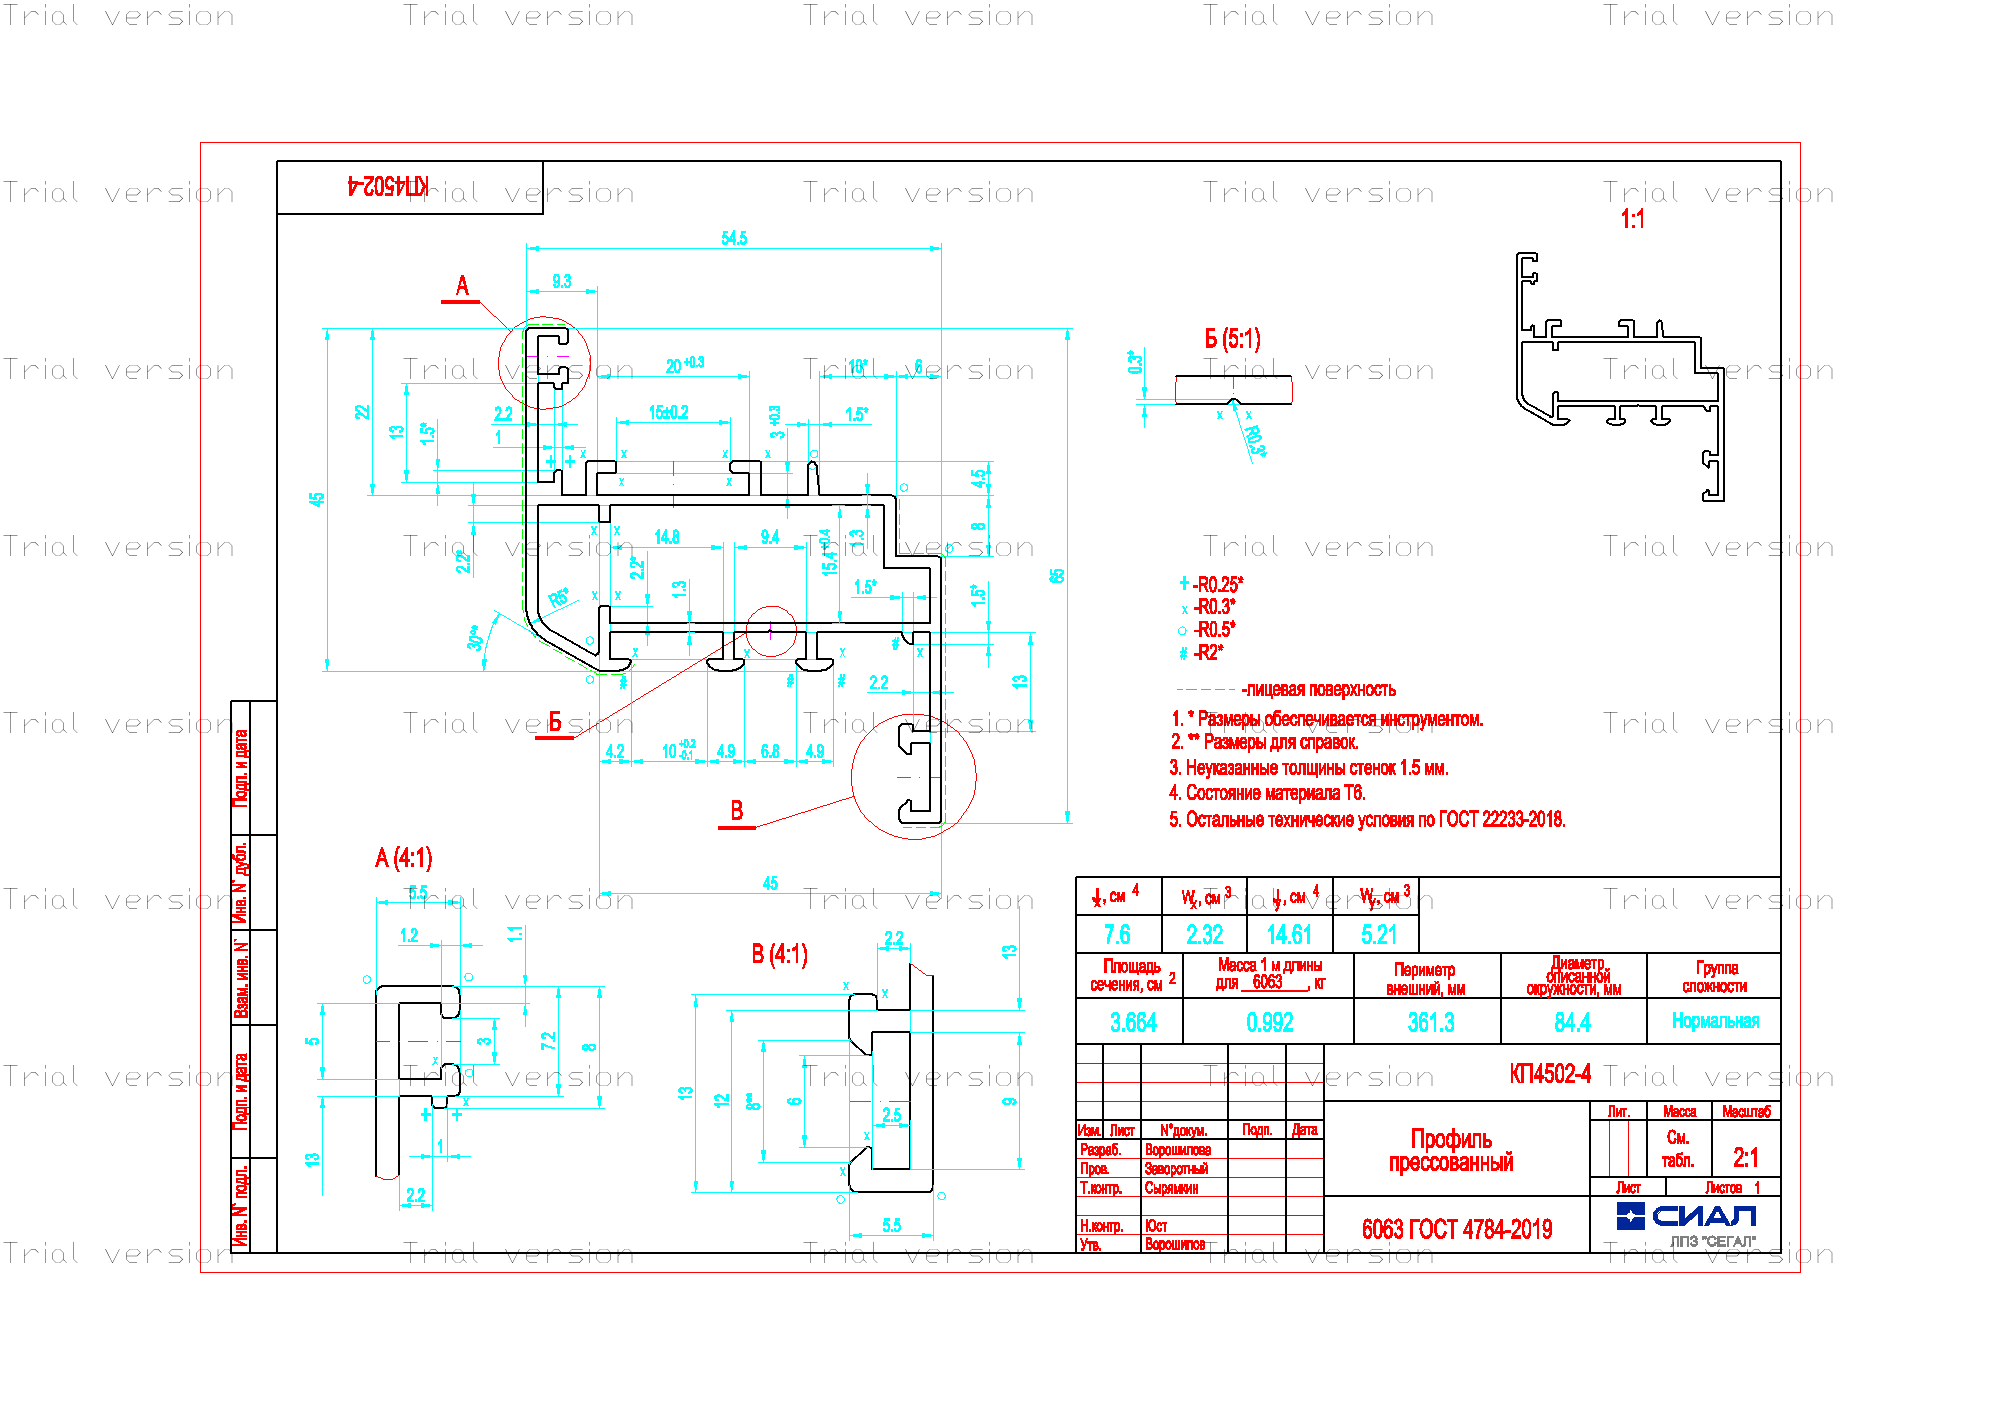 Trial version Trial version Trial version Trial version Trial version
КП4502-4
1:1
54.5
9.3
А
Б (5:1)
0.3*
R0.3*
20 +0.3
10*
6
15±0.2
3 +0.3
1.5*
22
13
1.5*
2.2
1
45
4.5
8
14.8
9.4
15.4 +0.4
1.3
2.2*
2.2*
1.3
1.5*
1.5*
65
R5*
30°*
13
2.2
Б
4.2
10 +0.2 -0.1
4.9
6.8
4.9
В
45
+ -R0.25*
x -R0.3*
○ -R0.5*
# -R2*
-лицевая поверхность
1. * Размеры обеспечивается инструментом.
2. ** Размеры для справок.
3. Неуказанные толщины стенок 1.5 мм.
4. Состояние материала Т6.
5. Остальные технические условия по ГОСТ 22233-2018.
А (4:1)
5.5
1.2
1.1
5
3
7.2
8
13
1
2.2
В (4:1)
2.2
13
13
12
8**
6
2.5
9
5.5
Jx, см 4 Wx, см 3 Jy, см 4 Wy, см 3
7.6 2.32 14.61 5.21
Площадь сечения, см 2
Масса 1 м длины для 6063, кг
Периметр внешний, мм
Диаметр описанной окружности, мм
Группа сложности
3.664 0.992 361.3 84.4 Нормальная
КП4502-4
Изм. Лист N°докум. Подп. Дата
Разраб. Ворошилова
Пров. Заворотный
Т.контр. Сырямкин
Н.контр. Юст
Утв. Ворошилов
Профиль
прессованный
6063 ГОСТ 4784-2019
Лит. Масса Масштаб
См.
табл.
2:1
Лист Листов 1
СИАЛ
ЛПЗ "СЕГАЛ"
Подп. и дата
Инв. N° дубл.
Взам. инв. N°
Подп. и дата
Инв. N° подл.